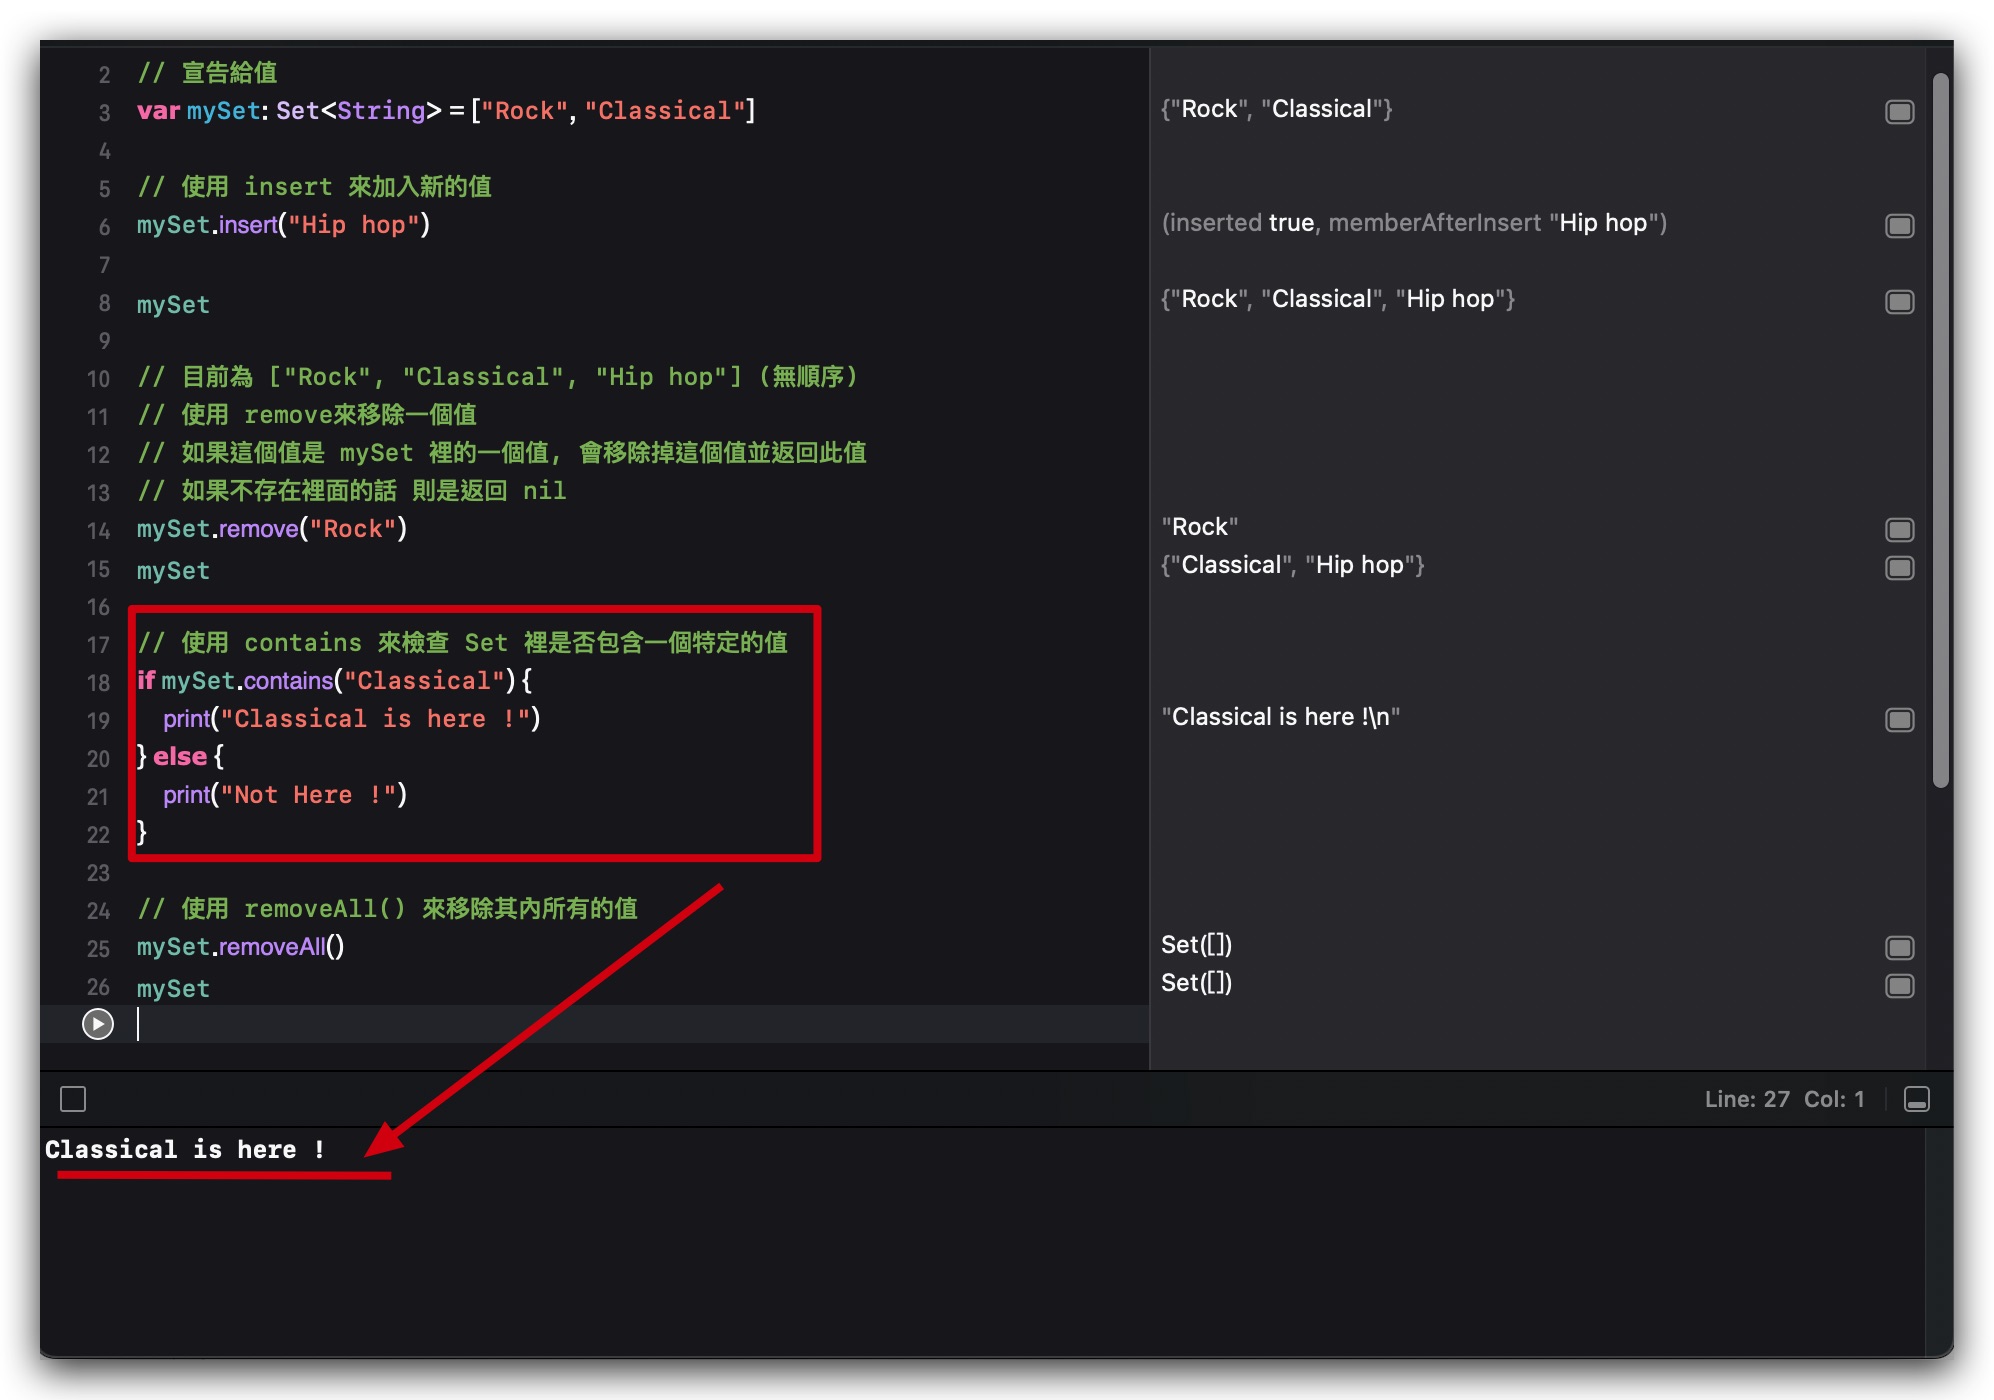 2 // 宣告給值
3 var mySet: Set<String> = ["Rock", "Classical"] {"Rock", "Classical"}
4
5 // 使用 insert 來加入新的值
6 mySet.insert("Hip hop") (inserted true, memberAfterInsert "Hip hop")
7
8 mySet {"Rock", "Classical", "Hip hop"}
9
10 // 目前為 ["Rock", "Classical", "Hip hop"] (無順序)
11 // 使用 remove來移除一個值
12 // 如果這個值是 mySet 裡的一個值, 會移除掉這個值並返回此值
13 // 如果不存在裡面的話 則是返回 nil
14 mySet.remove("Rock") "Rock"
15 mySet {"Classical", "Hip hop"}
16
17 // 使用 contains 來檢查 Set 裡是否包含一個特定的值
18 if mySet.contains("Classical") {
19 print("Classical is here !") "Classical is here !\n"
20 } else {
21 print("Not Here !")
22 }
23
24 // 使用 removeAll() 來移除其內所有的值
25 mySet.removeAll() Set([])
26 mySet Set([])
Line: 27 Col: 1
Classical is here !